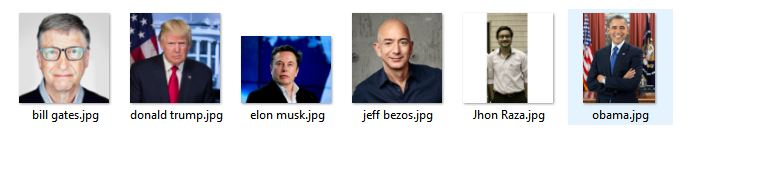 bill gates.jpg
donald trump.jpg
elon musk.jpg
jeff bezos.jpg
Jhon Raza.jpg
obama.jpg